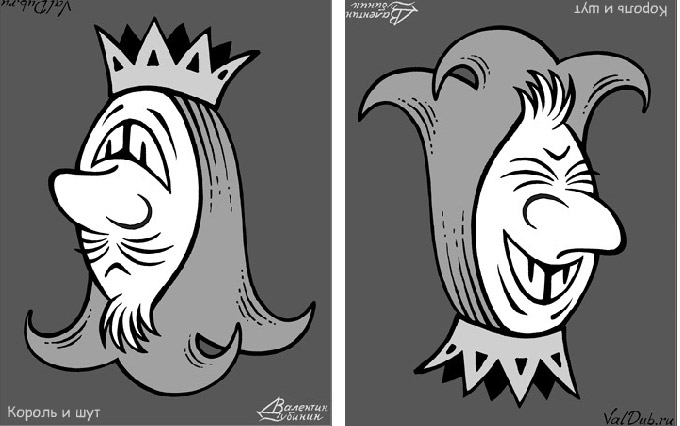 ValDub.ru
Король и шут
Валентин
Дубинин
Валентин
Дубинин
Король и шут
ValDub.ru